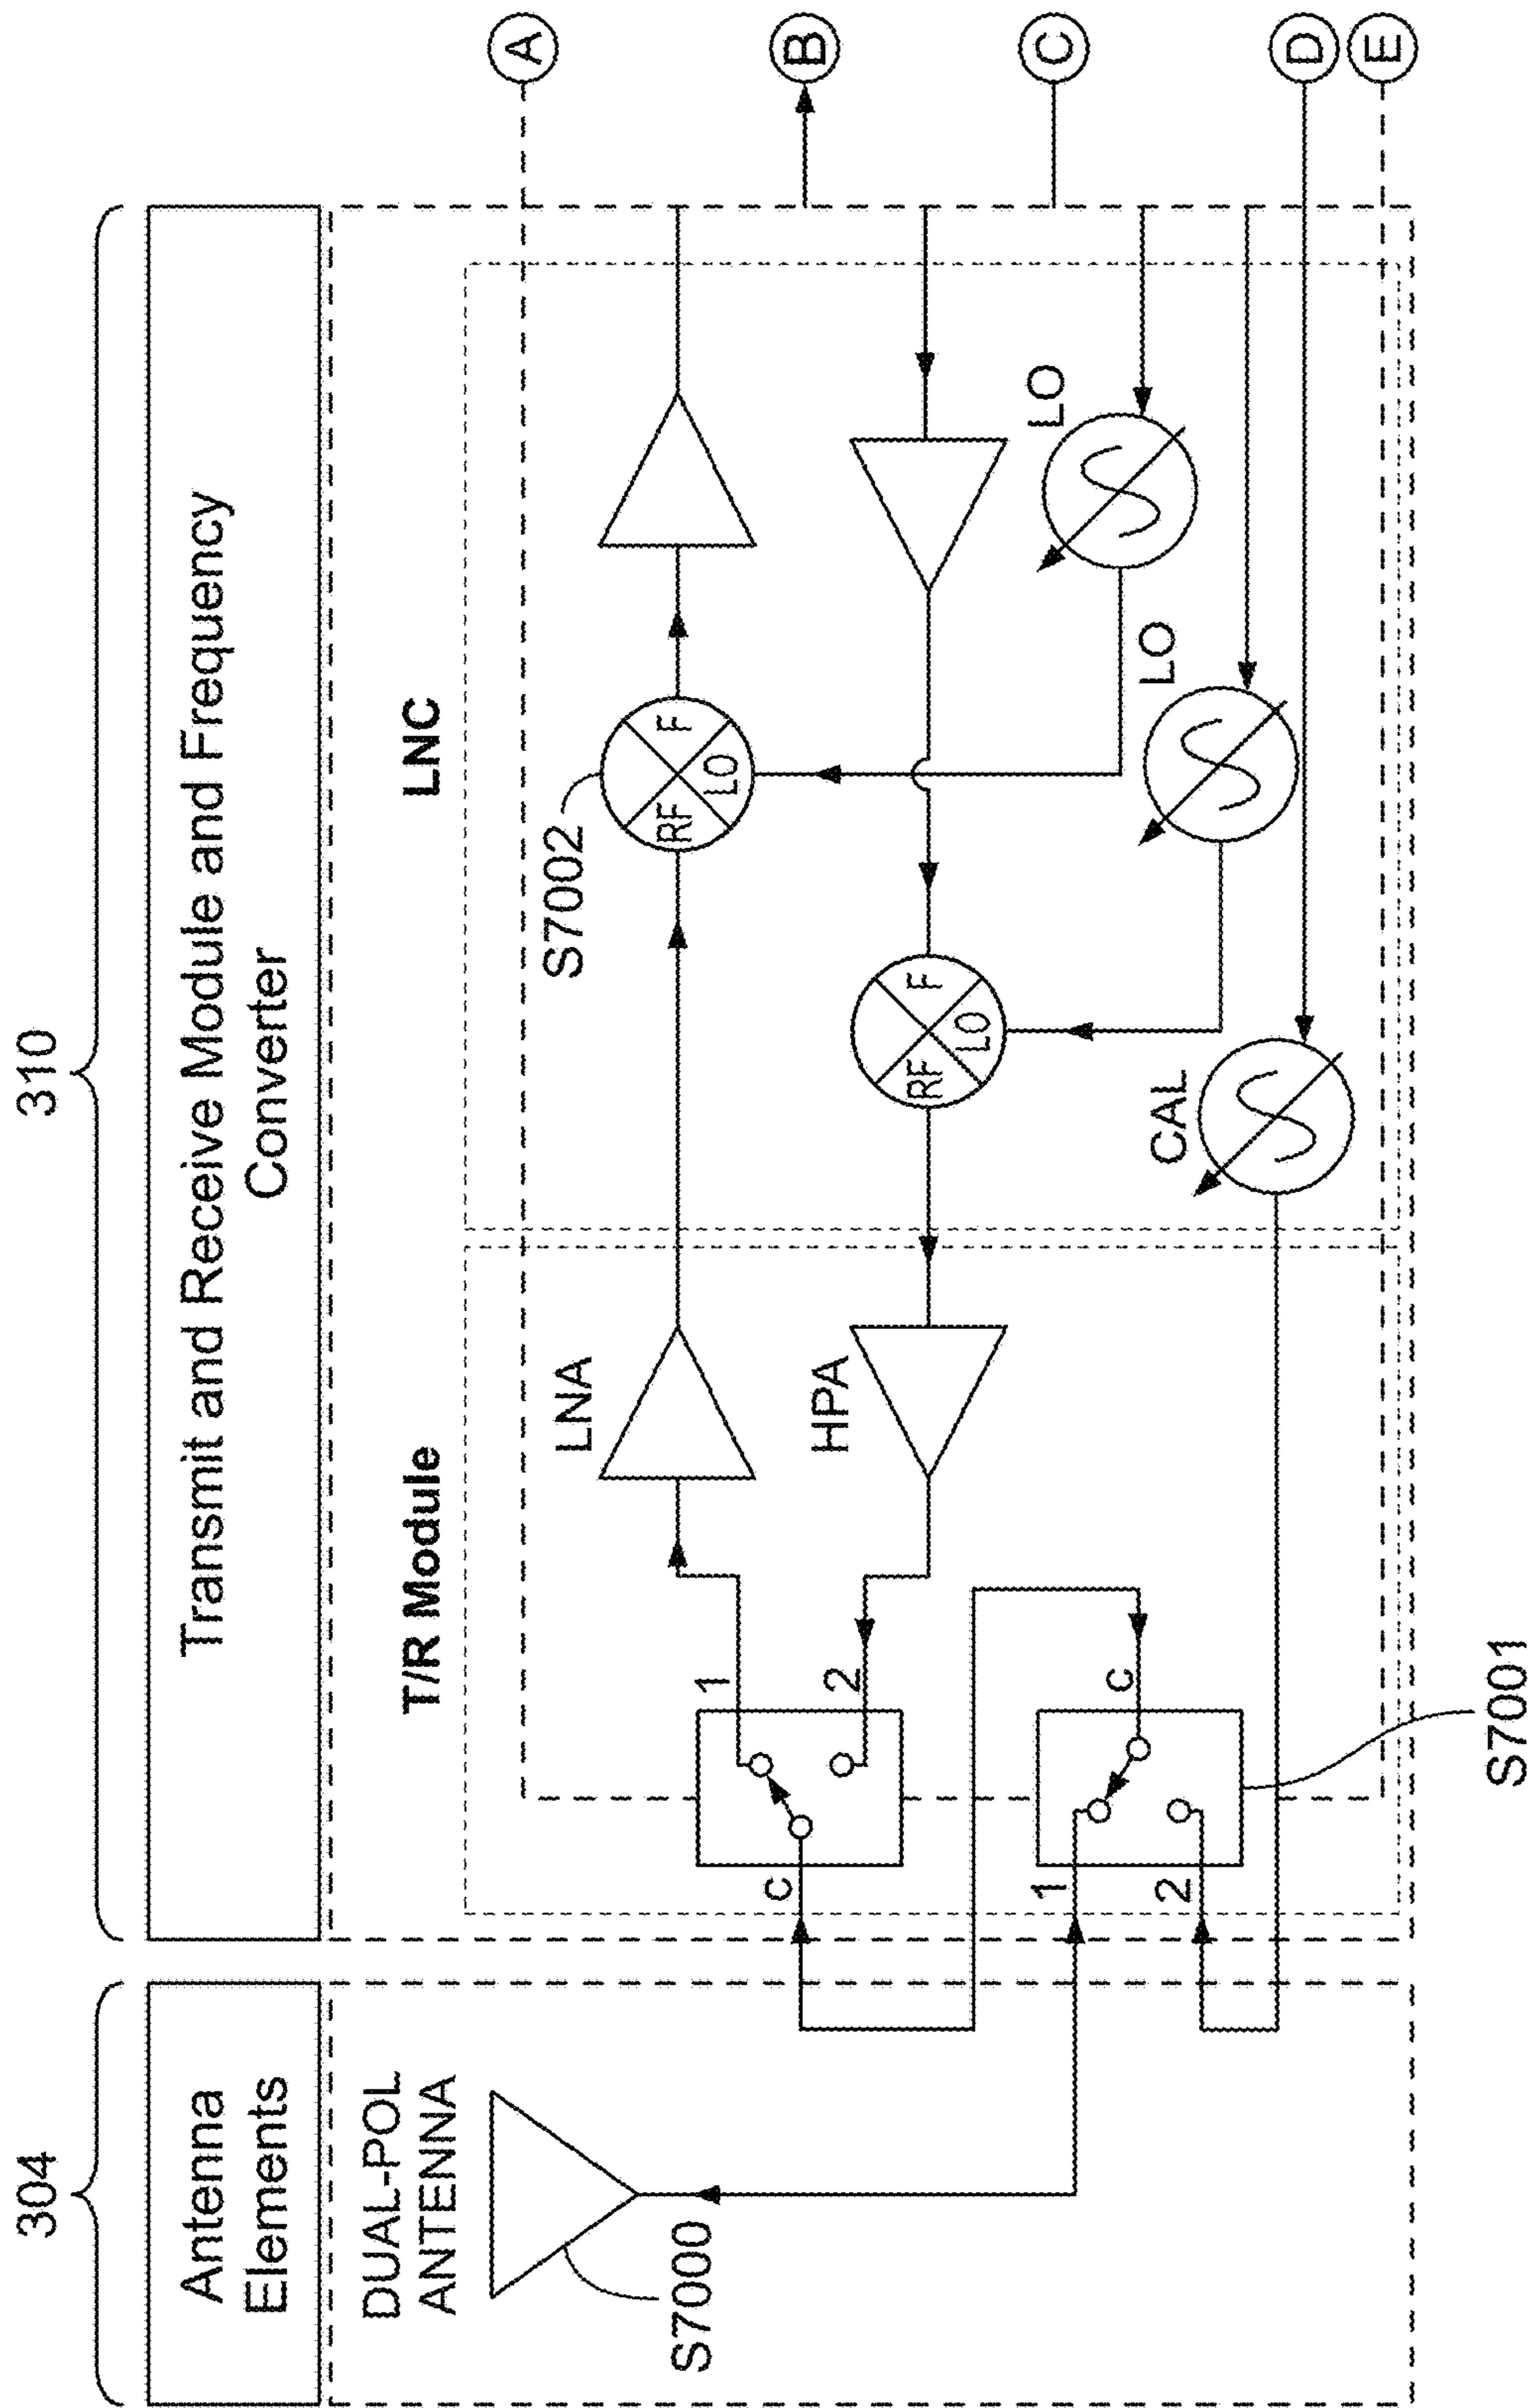 304
310
Antenna
Elements
Transmit and Receive Module and Frequency
Converter
DUAL-POL
ANTENNA
S7000
T/R Module
LNC
LNA
HPA
S7002
RF
F
LO
RF
F
LO
LO
LO
CAL
c
1
2
1
2
c
S7001
A
B
C
D
E